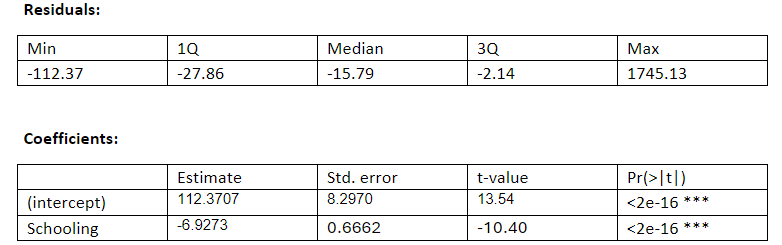 Residuals:
Min 1Q Median 3Q Max
-112.37 -27.86 -15.79 -2.14 1745.13
Coefficients:
Estimate Std. error t-value Pr(>|t|)
(intercept) 112.3707 8.2970 13.54 <2e-16 ***
Schooling -6.9273 0.6662 -10.40 <2e-16 ***